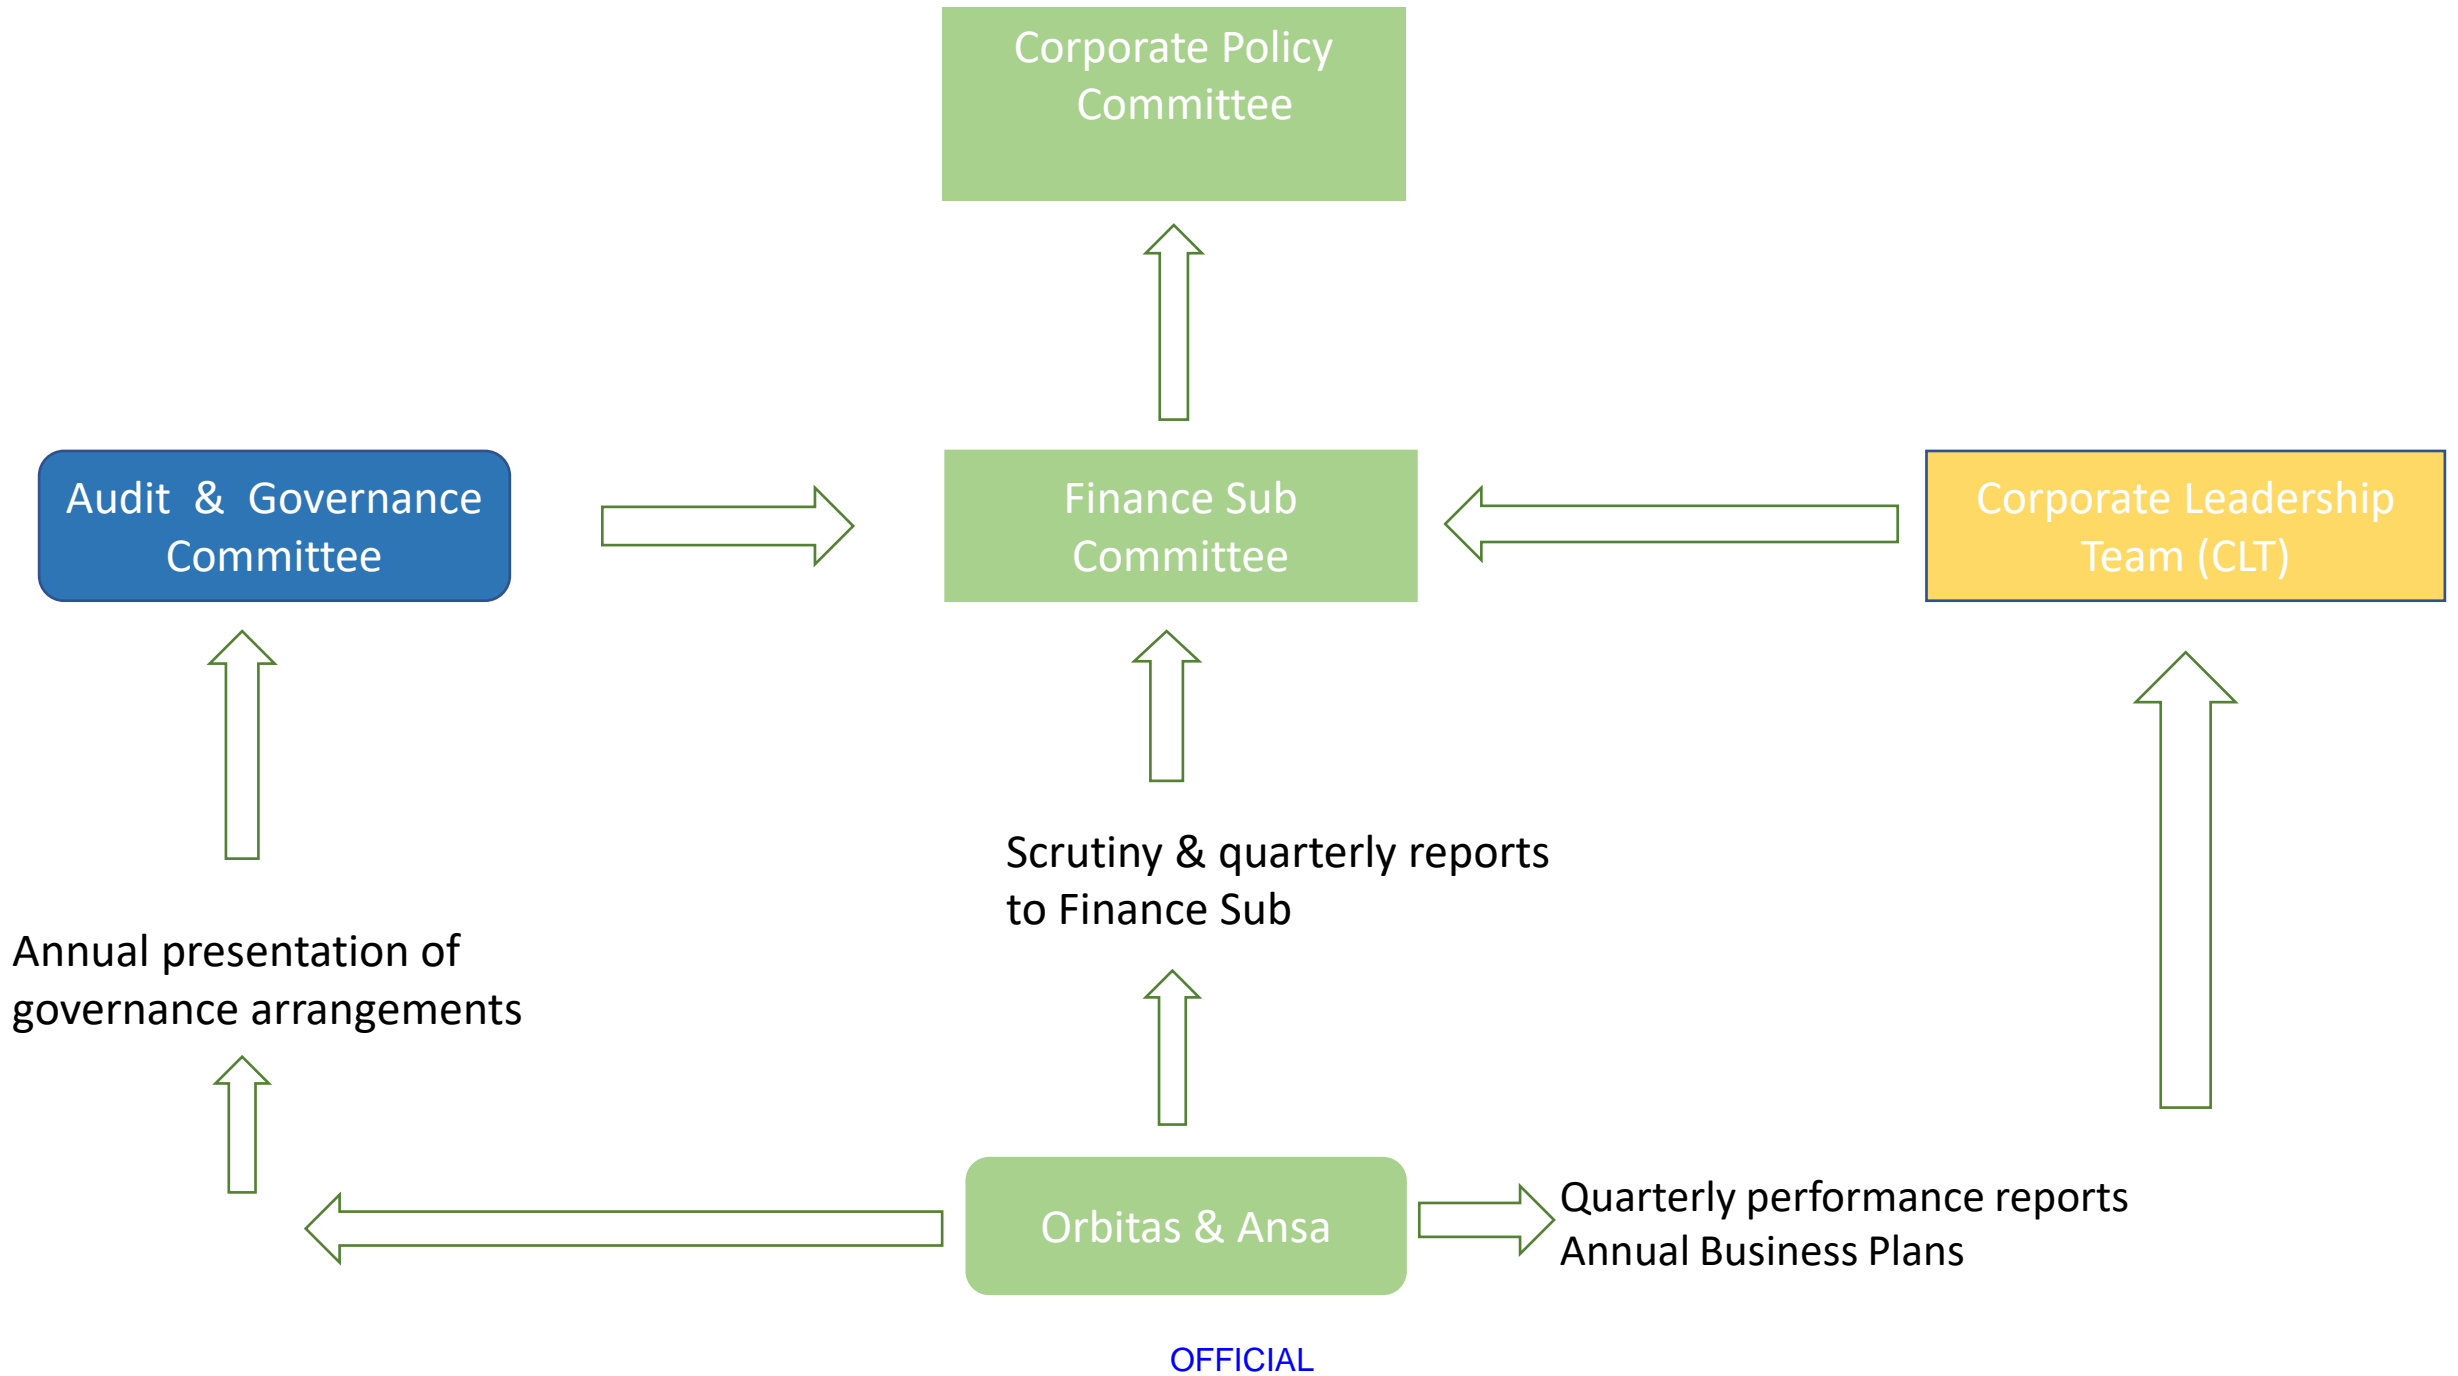 Corporate Policy
Committee
Audit & Governance
Committee
Finance Sub
Committee
Corporate Leadership
Team (CLT)
Scrutiny & quarterly reports
to Finance Sub
Annual presentation of
governance arrangements
Orbitas & Ansa
Quarterly performance reports
Annual Business Plans
OFFICIAL